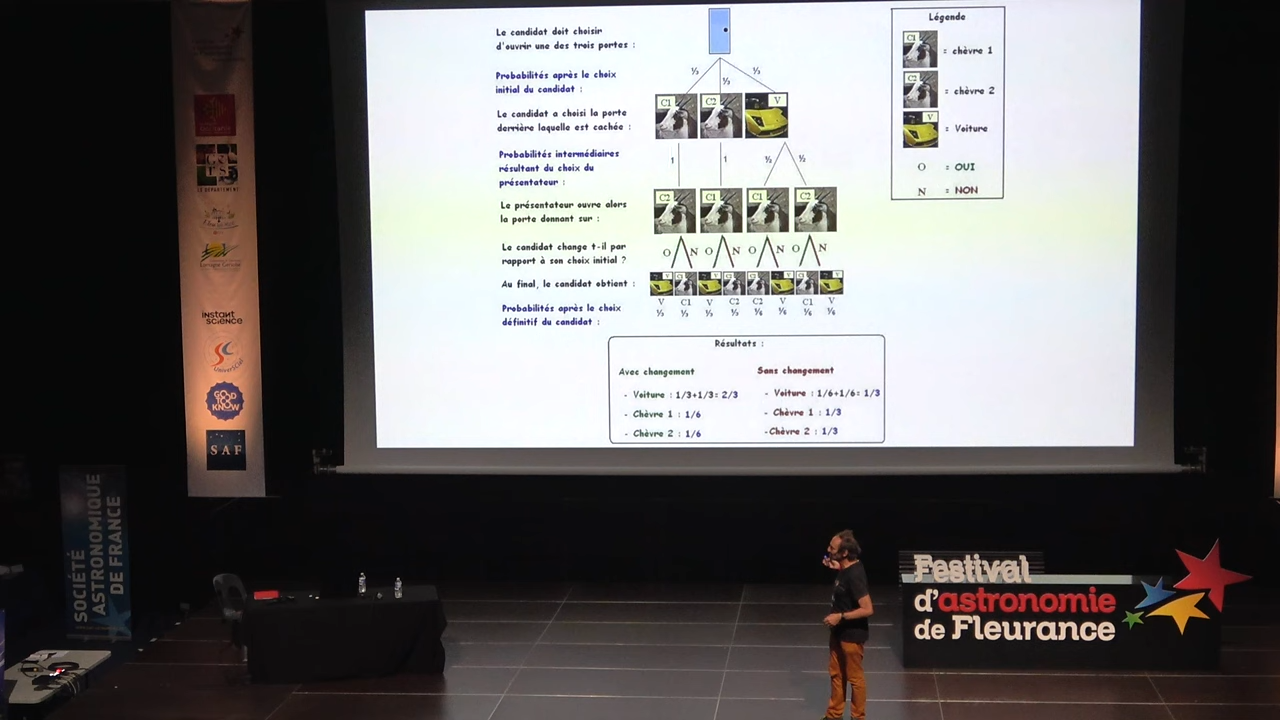 Le candidat doit choisir
d'ouvrir une des trois portes :
Probabilités après le choix
initial du candidat :
⅓ ⅓ ⅓
C1 C2 V
Le candidat a choisi la porte
derrière laquelle est cachée :
Probabilités intermédiaires
résultant du choix du
présentateur :
1 1 ½ ½
C2 C1 C1 C2
Le présentateur ouvre alors
la porte donnant sur :
Le candidat change t-il par
rapport à son choix initial ?
O N O N O N O N
Au final, le candidat obtient :
V C1 V C2 C2 V C1 V
Probabilités après le choix
définitif du candidat :
⅓ ⅓ ⅓ ⅓ ⅙ ⅙ ⅙ ⅙
Légende
C1 = chèvre 1
C2 = chèvre 2
V = Voiture
O = OUI
N = NON
Résultats :
Avec changement
- Voiture : 1/3+1/3= 2/3
- Chèvre 1 : 1/6
- Chèvre 2 : 1/6
Sans changement
- Voiture : 1/6+1/6= 1/3
- Chèvre 1 : 1/3
-Chèvre 2 : 1/3
CNRS
LE DÉPARTEMENT
instant
science
UniverSCiel
GOOD
TO
KNOW
SAF
SOCIÉTÉ
ASTRONOMIQUE
DE FRANCE
Festival
d'astronomie
de Fleurance